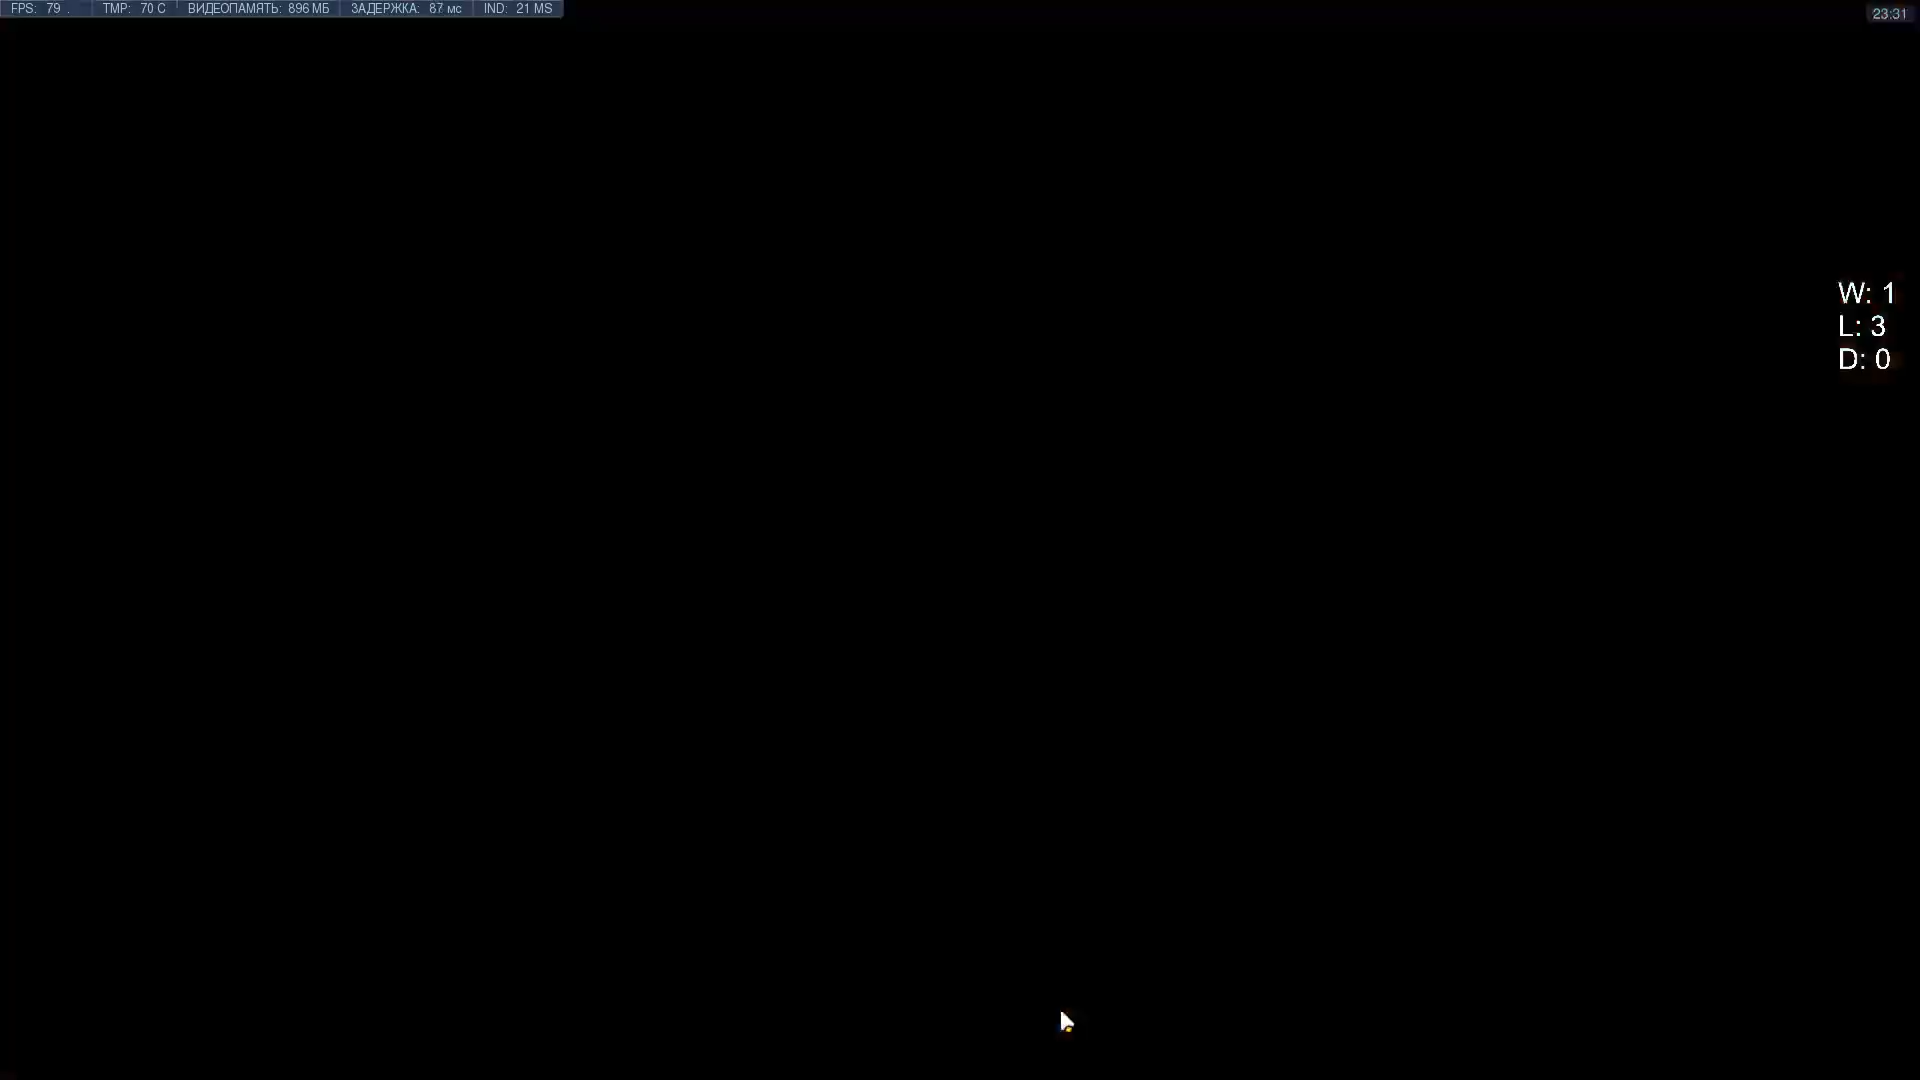 FPS: 79 . TMP: 70 C ВИДЕОПАМЯТЬ: 896 МБ ЗАДЕРЖКА: 87 мс IND: 21 MS
23:31
W: 1
L: 3
D: 0